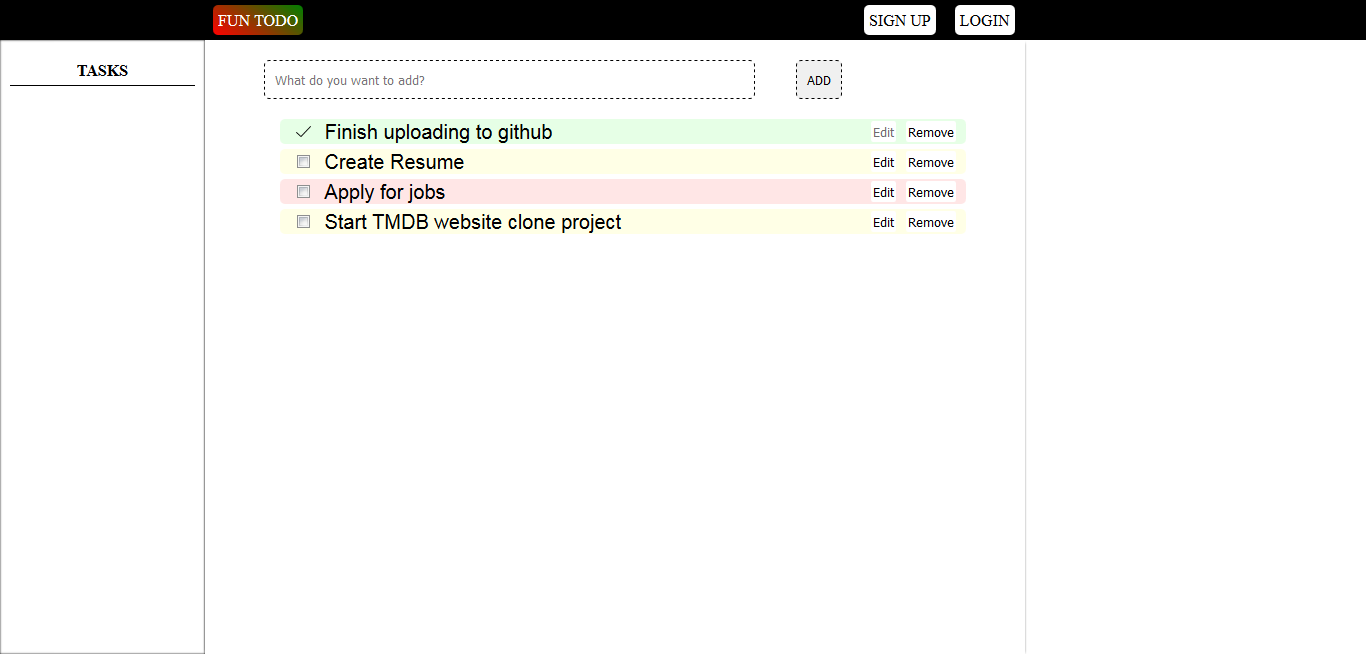 FUN TODO SIGN UP LOGIN
TASKS
What do you want to add? ADD
Finish uploading to github Edit Remove
Create Resume Edit Remove
Apply for jobs Edit Remove
Start TMDB website clone project Edit Remove